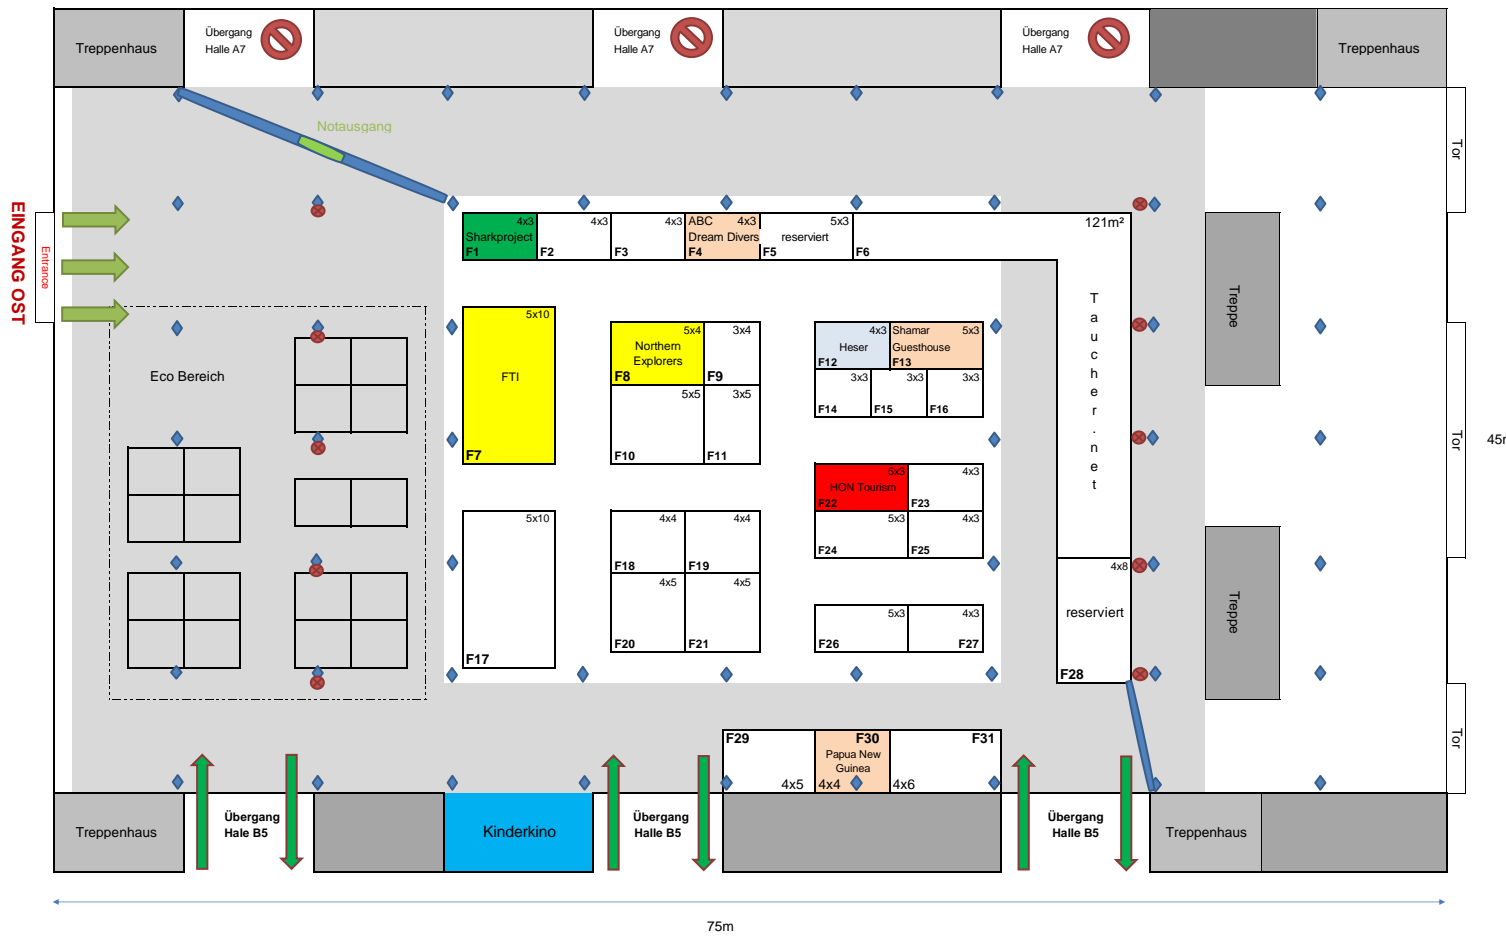 Treppenhaus
Übergang
Halle A7
Übergang
Halle A7
Übergang
Halle A7
Treppenhaus
Notausgang
Tor
EINGANG OST
Entrance
4x3
Sharkproject
F1
4x3
F2
4x3
F3
ABC 4x3
Dream Divers
F4
5x3
reserviert
F5
F6
121m²
Taucher.net
Treppe
Eco Bereich
5x10
FTI
F7
5x4
Northern
Explorers
F8
3x4
F9
5x5
F10
3x5
F11
4x3
Heser
F12
Shamar 5x3
Guesthouse
F13
3x3
F14
3x3
F15
3x3
F16
Tor
45
5x3
HON Tourism
F22
4x3
F23
5x3
F24
4x3
F25
5x10
F17
4x4
F18
4x4
F19
4x5
F20
4x5
F21
5x3
F26
4x3
F27
4x8
reserviert
F28
Treppe
Tor
F29
4x5
F30
Papua New
Guinea
4x4
F31
4x6
Treppenhaus
Übergang
Hale B5
Kinderkino
Übergang
Halle B5
Übergang
Halle B5
Treppenhaus
75m